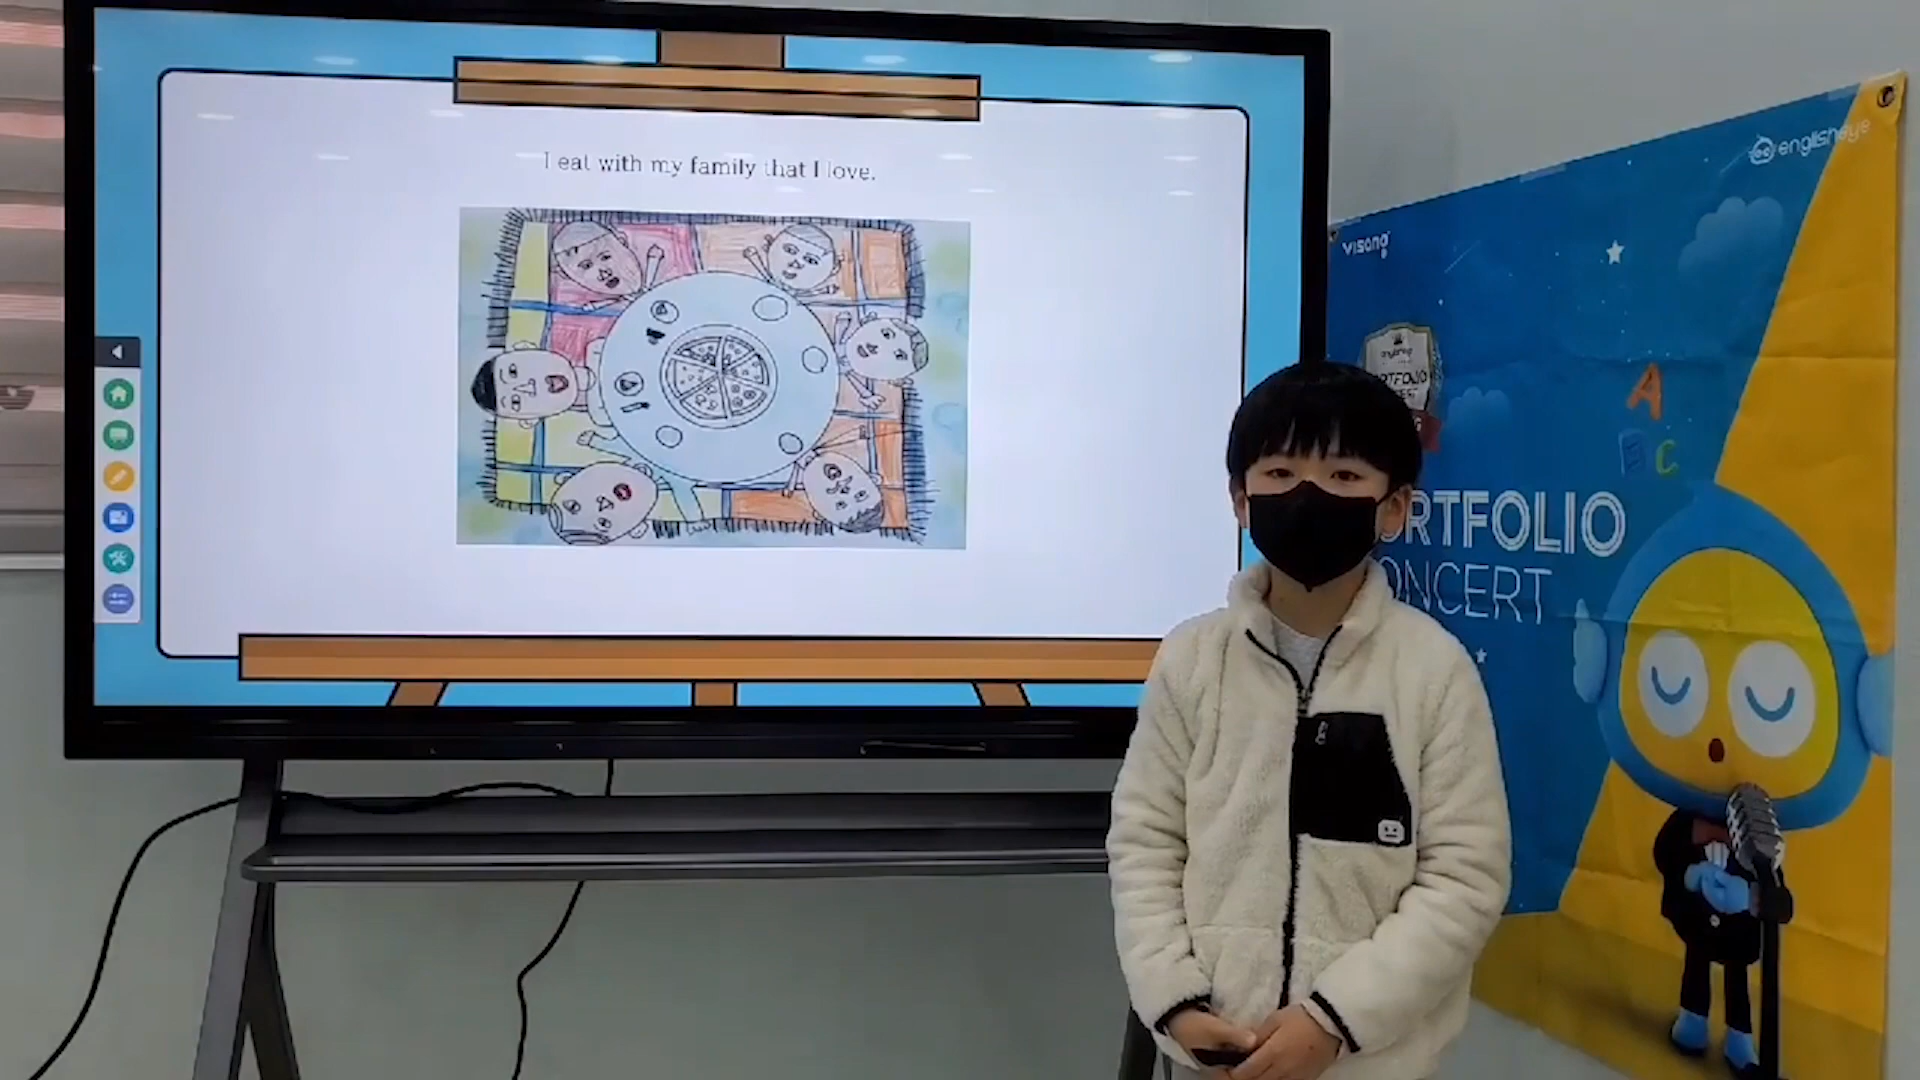 I eat with my family that I love.
englisheye
visang
A
C
RTFOLIO
ONCERT